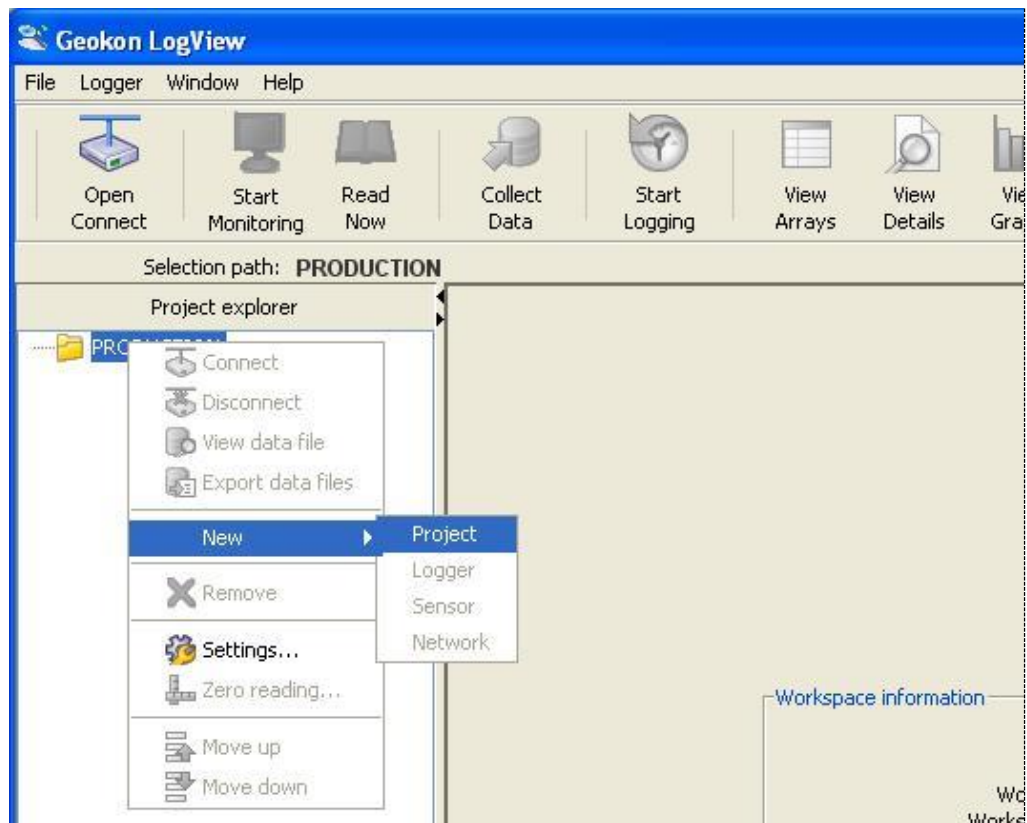 Geokon LogView
File Logger Window Help
Open Connect
Start Monitoring
Read Now
Collect Data
Start Logging
View Arrays
View Details
Selection path: PRODUCTION
Project explorer
Connect
Disconnect
View data file
Export data files
New
Project
Logger
Sensor
Network
Remove
Settings...
Zero reading...
Move up
Move down
Workspace information